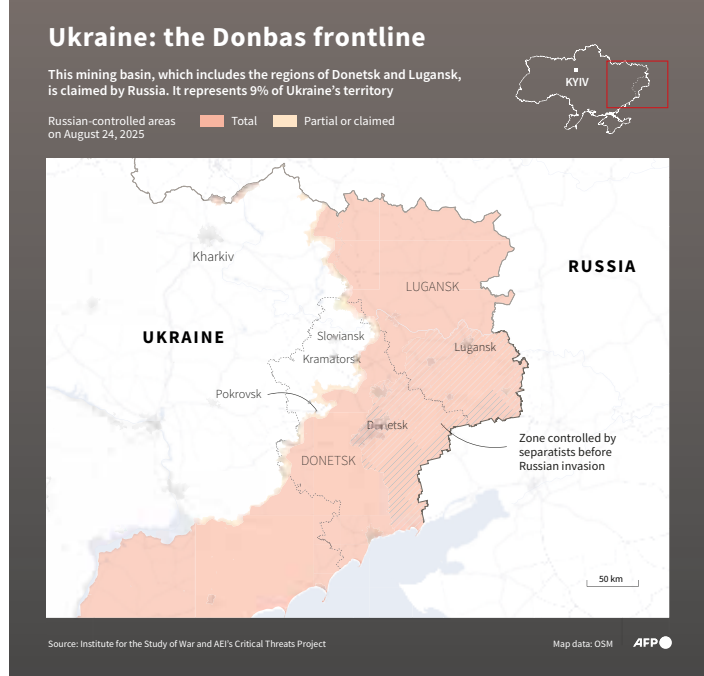 Ukraine: the Donbas frontline
This mining basin, which includes the regions of Donetsk and Lugansk,
is claimed by Russia. It represents 9% of Ukraine's territory
KYIV
Russian-controlled areas
on August 24, 2025
Total
Partial or claimed
Kharkiv
RUSSIA
LUGANSK
UKRAINE
Sloviansk
Lugansk
Kramatorsk
Pokrovsk
Donetsk
Zone controlled by
separatists before
Russian invasion
DONETSK
50 km
Source: Institute for the Study of War and AEI's Critical Threats Project
Map data: OSM
AFP